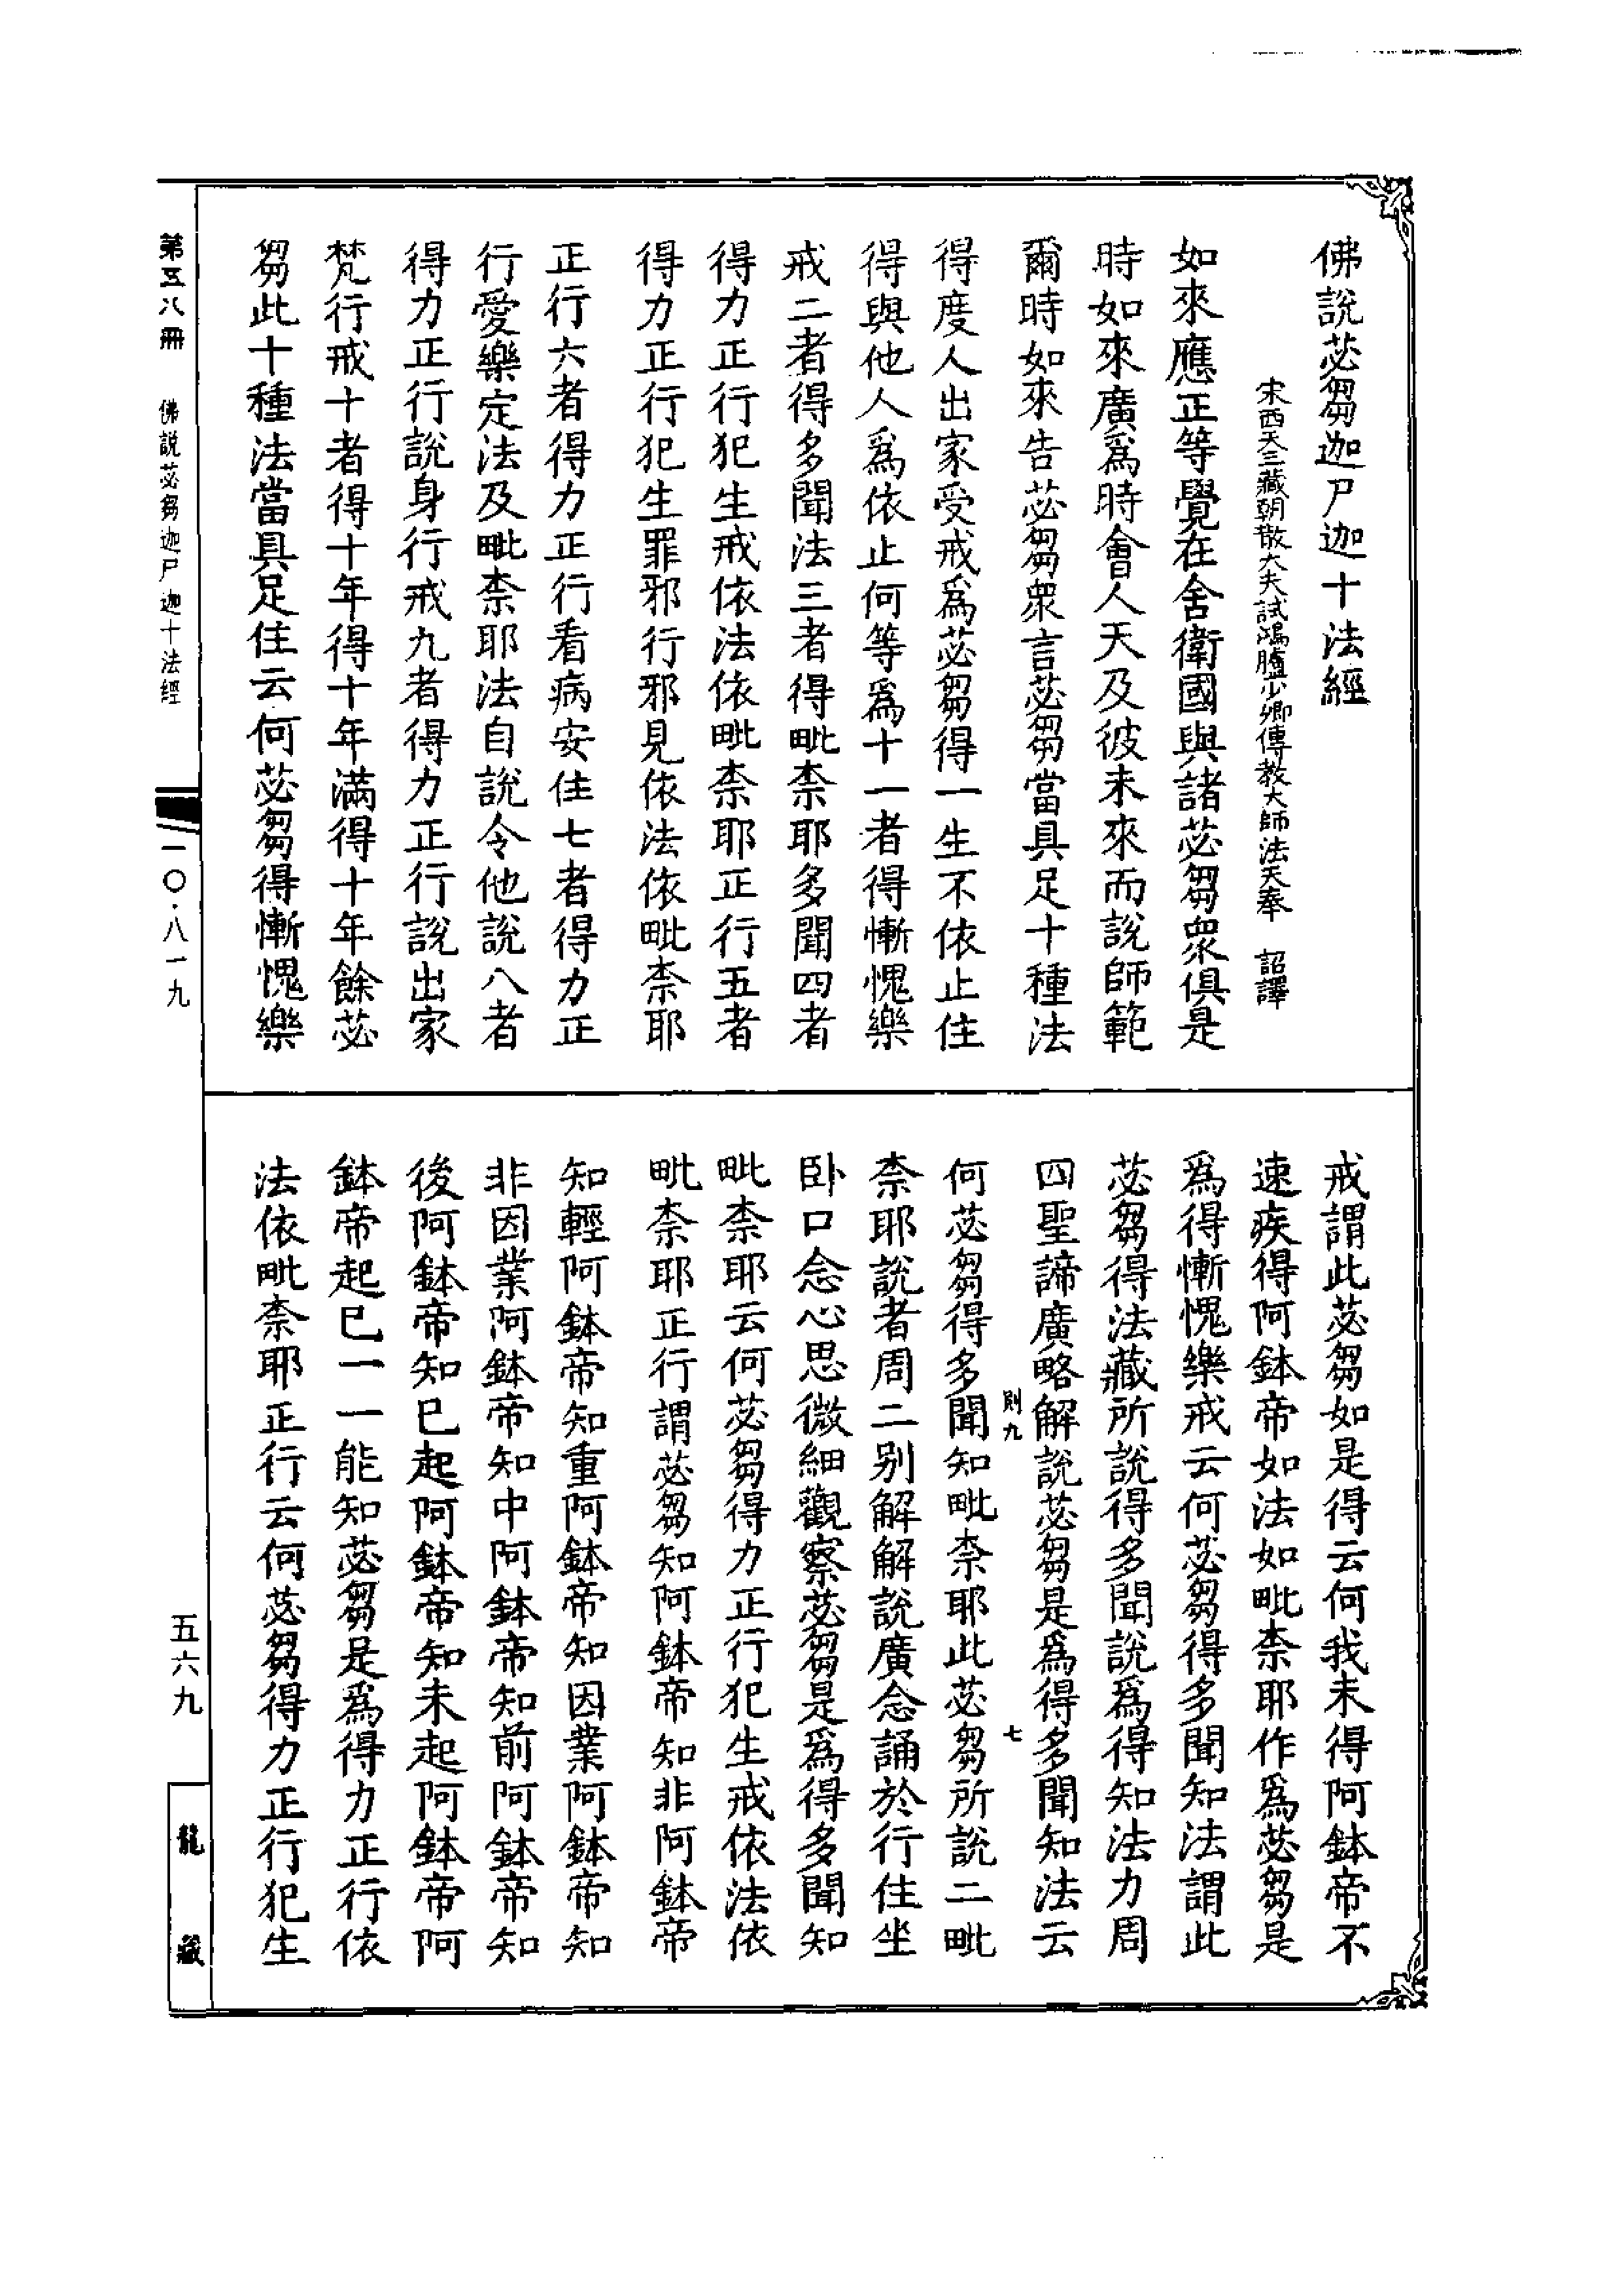 佛說苾芻迦尸迦十法經
宋西天三藏朝散大夫試鴻臚少卿傳教大師法天奉　詔譯
如來應正等覺在舍衛國與諸苾芻衆俱是
時如來廣爲時會人天及彼未來而說師範
爾時如來告苾芻衆言苾芻當具足十種法
得度人出家受戒爲苾芻得一生不依止住
得與他人爲依止何等爲十一者得慚愧樂
戒二者得多聞法三者得毗柰耶多聞四者
得力正行犯生戒依法依毗柰耶正行五者
得力正行犯生罪邪行邪見依法依毗柰耶
正行六者得力正行看病安住七者得力正
行愛樂定法及毗柰耶法自說令他說八者
得力正行說身行戒九者得力正行說出家
梵行戒十者得十年得十年滿得十年餘苾
芻此十種法當具足住云何苾芻得慚愧樂
戒謂此苾芻如是得云何我未得阿鉢帝不
速疾得阿鉢帝如法如毗柰耶作爲苾芻是
爲得慚愧樂戒云何苾芻得多聞知法謂此
苾芻得法藏所說得多聞說爲得知法力周
四聖諦廣略解說苾芻是爲得多聞知法云
則九　七
何苾芻得多聞知毗柰耶此苾芻所說二毗
柰耶說者周二別解解說廣念誦於行住坐
卧口念心思微細觀察苾芻是爲得多聞知
毗柰耶云何苾芻得力正行犯生戒依法依
毗柰耶正行謂苾芻知阿鉢帝知非阿鉢帝
知輕阿鉢帝知重阿鉢帝知因業阿鉢帝知
非因業阿鉢帝知中阿鉢帝知前阿鉢帝知
後阿鉢帝知已起阿鉢帝知未起阿鉢帝阿
鉢帝起已一一能知苾芻是爲得力正行依
法依毗柰耶正行云何苾芻得力正行犯生
第五八冊　佛說苾芻迦尸迦十法經
一〇·八一九
五六九
龍藏